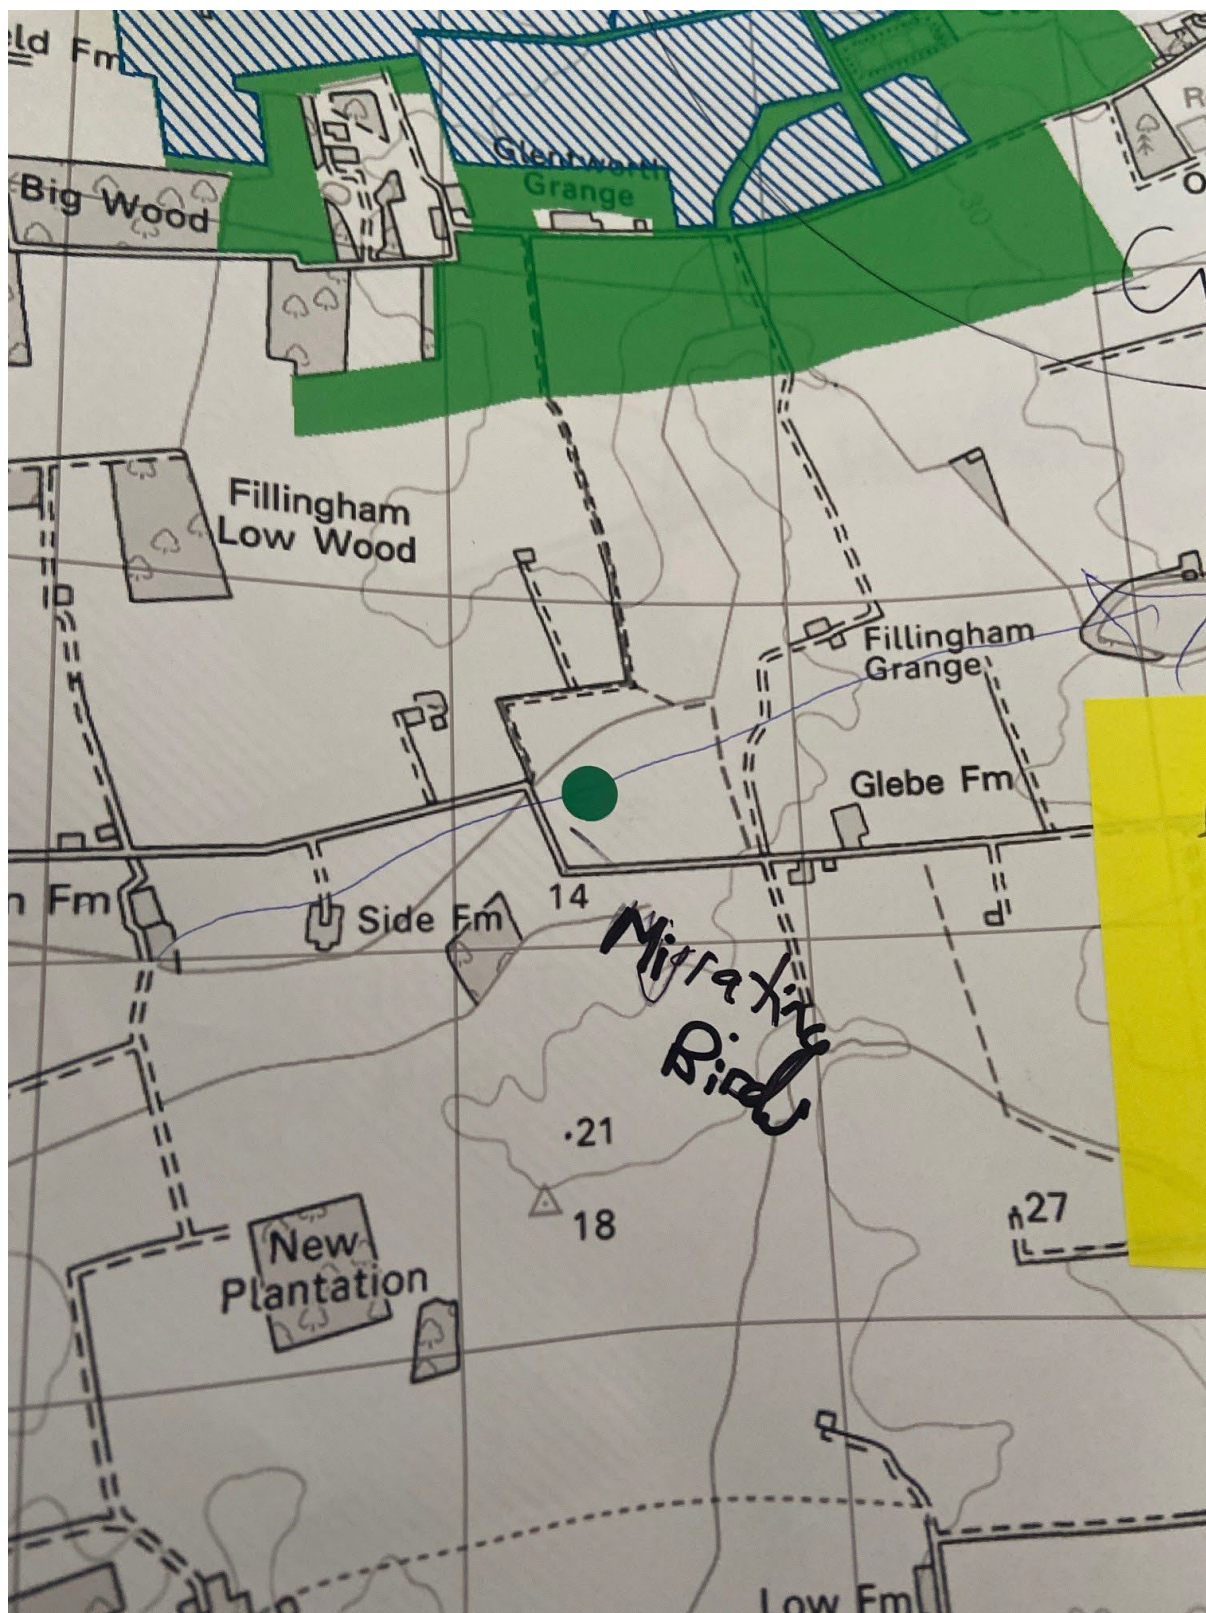 ld Fm
Big Wood
Glentworth
Grange
30
R
O
Fillingham
Low Wood
Fillingham
Grange
Glebe Fm
n Fm
Side Fm
14
Migrating
Birds
21
18
27
New
Plantation
Low Fm